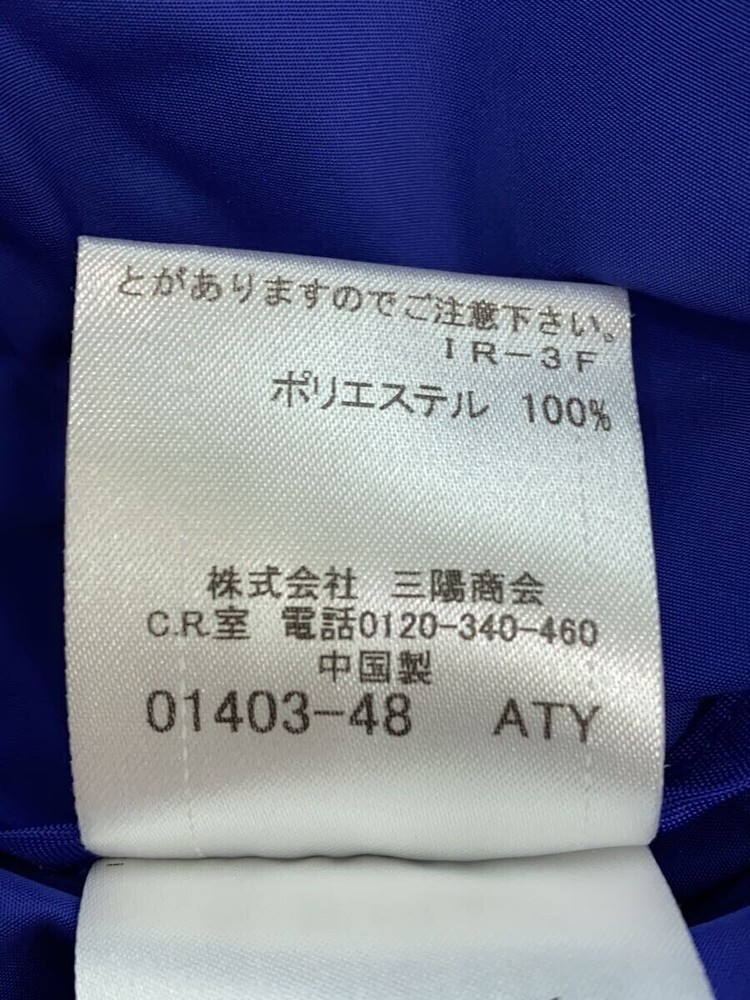 とがありますのでご注意下さい。
IR-3F
ポリエステル 100%
株式会社 三陽商会
C.R.室 電話0120-340-460
中国製
01403-48 ATY